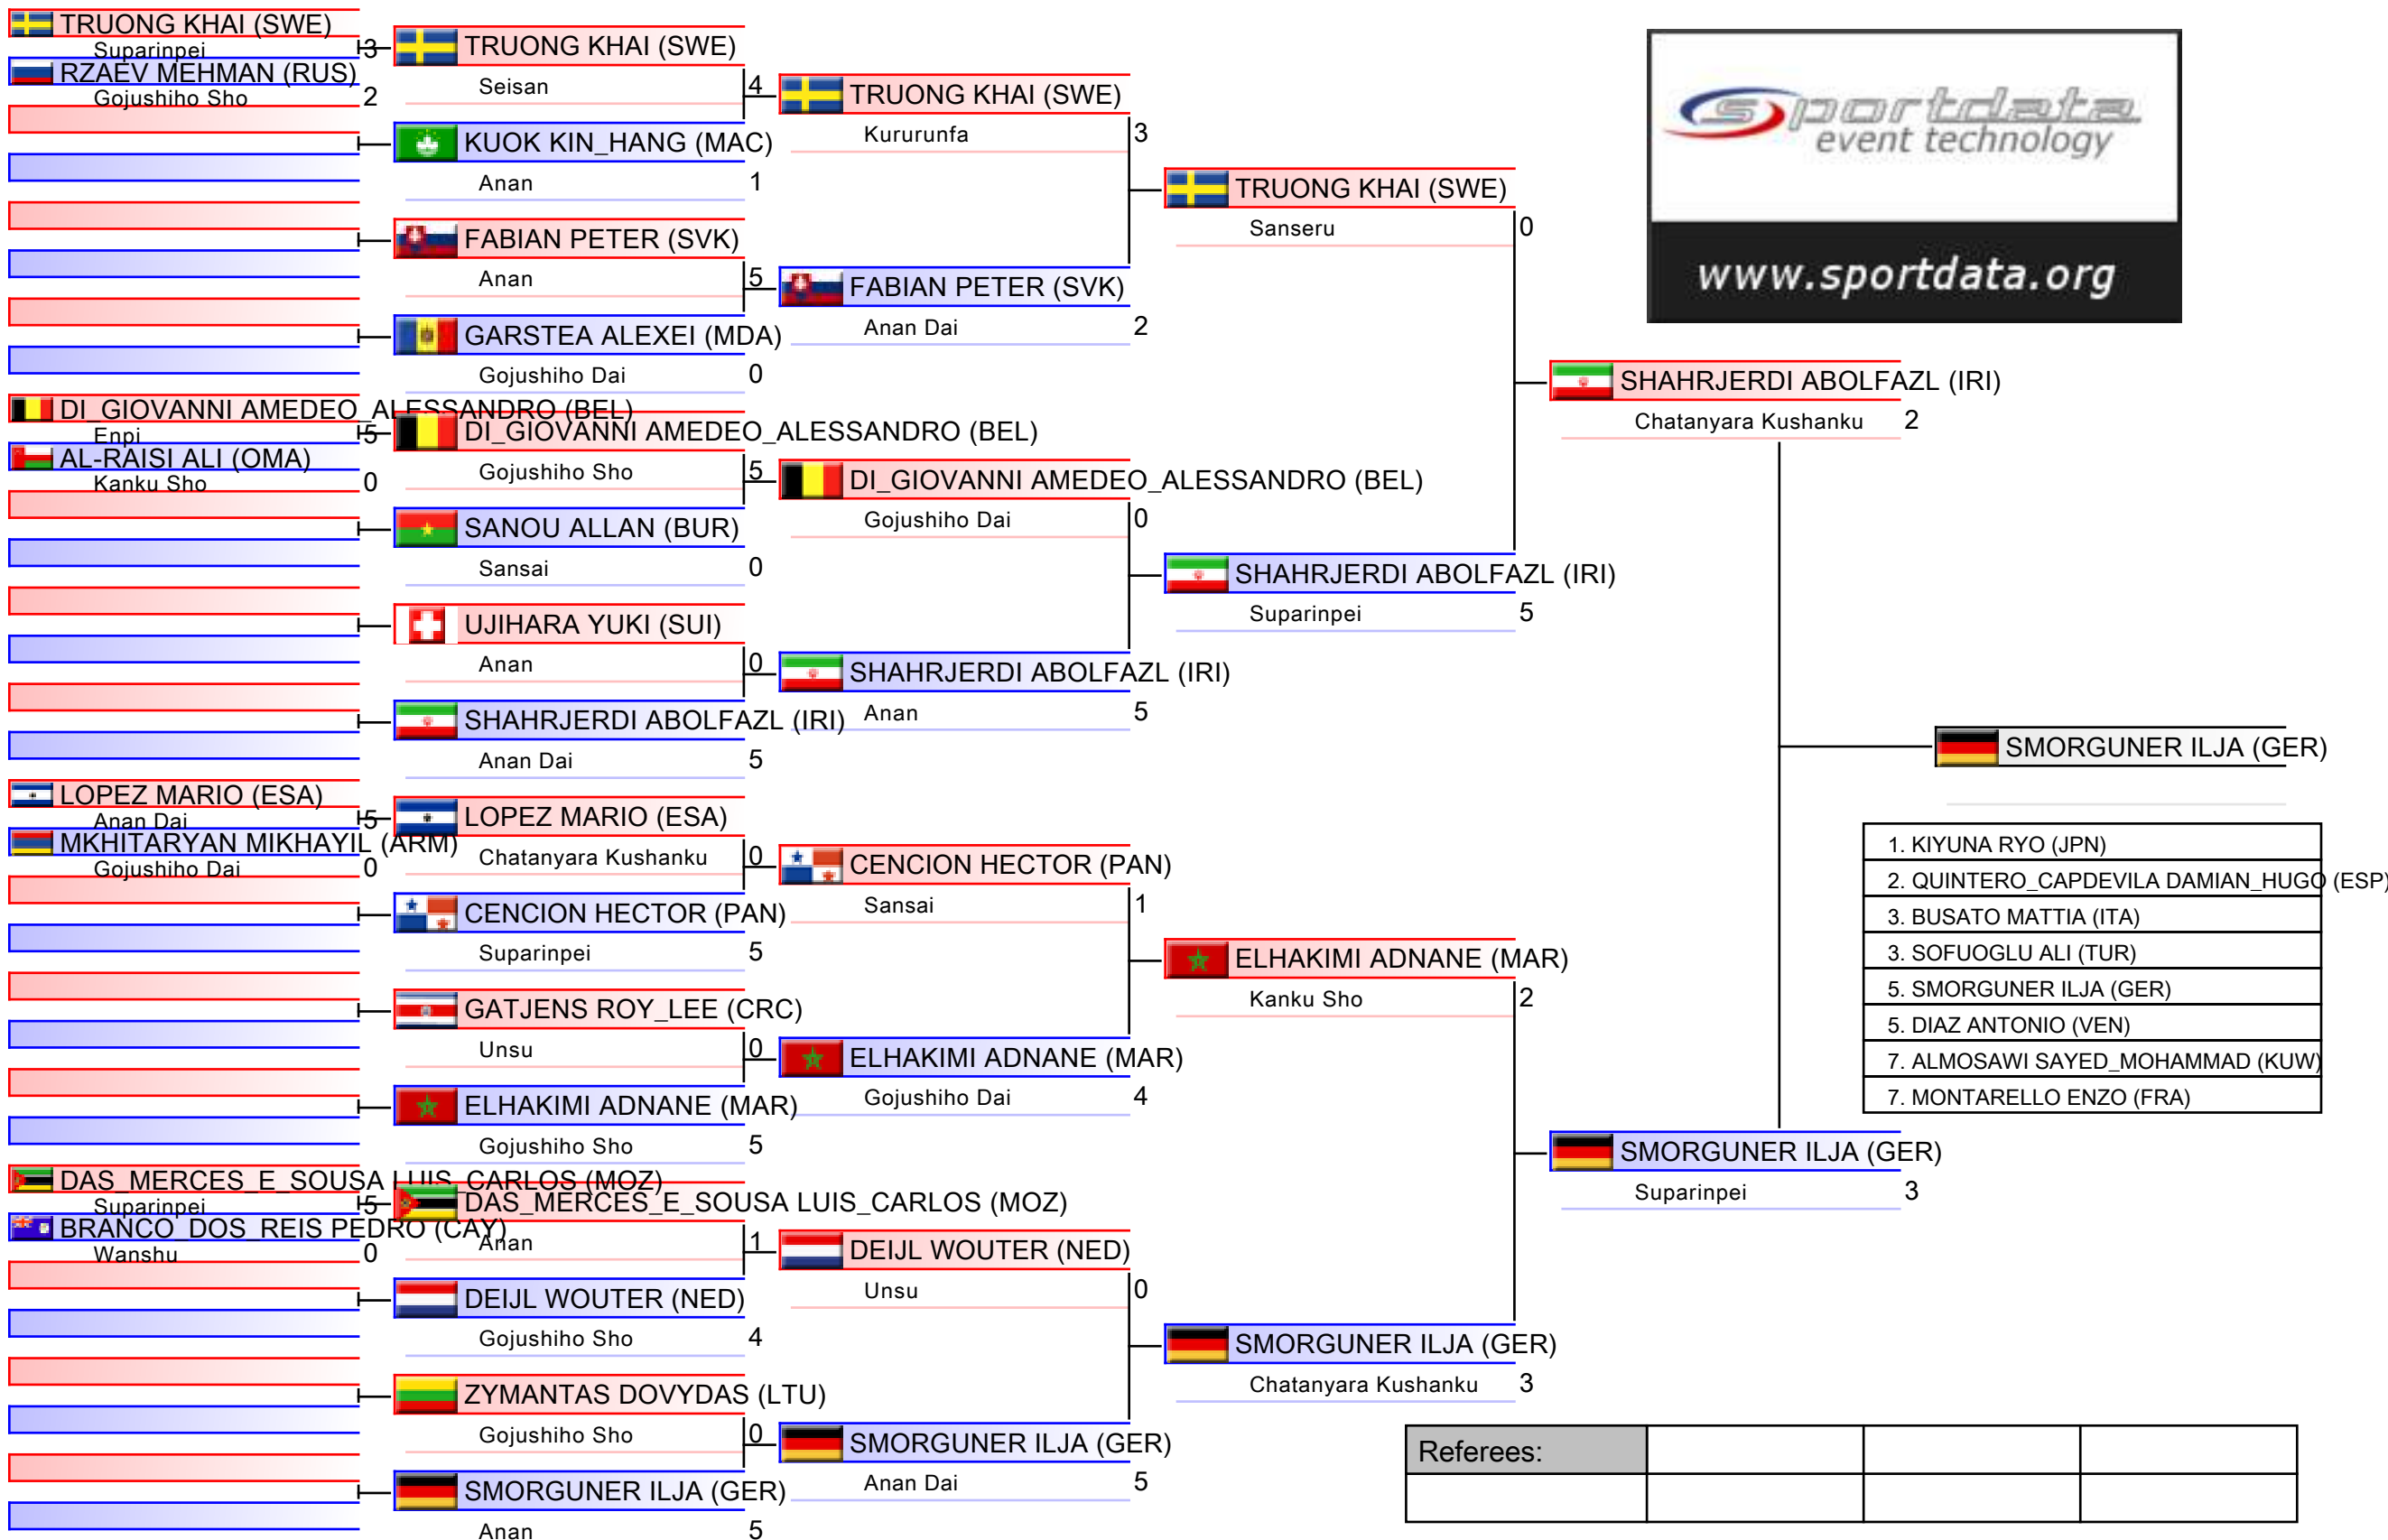 TRUONG KHAI (SWE)
Suparinpei
3
RZAEV MEHMAN (RUS)
Gojushiho Sho
2
DI_GIOVANNI AMEDEO_ALESSANDRO (BEL)
Enpi
5
AL-RAISI ALI (OMA)
Kanku Sho
0
LOPEZ MARIO (ESA)
Anan Dai
5
MKHITARYAN MIKHAYIL (ARM)
Gojushiho Dai
0
DAS_MERCES_E_SOUSA LUIS_CARLOS (MOZ)
Suparinpei
5
BRANCO_DOS_REIS PEDRO (CAY)
Wanshu
0
TRUONG KHAI (SWE)
Seisan
4
KUOK KIN_HANG (MAC)
Anan
1
FABIAN PETER (SVK)
Anan
5
GARSTEA ALEXEI (MDA)
Gojushiho Dai
0
DI_GIOVANNI AMEDEO_ALESSANDRO (BEL)
Gojushiho Sho
5
SANOU ALLAN (BUR)
Sansai
0
UJIHARA YUKI (SUI)
Anan
0
SHAHRJERDI ABOLFAZL (IRI)
Anan Dai
5
LOPEZ MARIO (ESA)
Chatanyara Kushanku
0
CENCION HECTOR (PAN)
Suparinpei
5
GATJENS ROY_LEE (CRC)
Unsu
0
ELHAKIMI ADNANE (MAR)
Gojushiho Sho
5
DAS_MERCES_E_SOUSA LUIS_CARLOS (MOZ)
Anan
1
DEIJL WOUTER (NED)
Gojushiho Sho
4
ZYMANTAS DOVYDAS (LTU)
Gojushiho Sho
0
SMORGUNER ILJA (GER)
Anan
5
TRUONG KHAI (SWE)
Kururunfa
3
FABIAN PETER (SVK)
Anan Dai
2
DI_GIOVANNI AMEDEO_ALESSANDRO (BEL)
Gojushiho Dai
0
SHAHRJERDI ABOLFAZL (IRI)
Anan
5
CENCION HECTOR (PAN)
Sansai
1
ELHAKIMI ADNANE (MAR)
Gojushiho Dai
4
DEIJL WOUTER (NED)
Unsu
0
SMORGUNER ILJA (GER)
Anan Dai
5
TRUONG KHAI (SWE)
Sanseru
0
SHAHRJERDI ABOLFAZL (IRI)
Suparinpei
5
ELHAKIMI ADNANE (MAR)
Kanku Sho
2
SMORGUNER ILJA (GER)
Chatanyara Kushanku
3
SHAHRJERDI ABOLFAZL (IRI)
Chatanyara Kushanku
2
SMORGUNER ILJA (GER)
Suparinpei
3
SMORGUNER ILJA (GER)
sportdata
event technology
www.sportdata.org
1. KIYUNA RYO (JPN)
2. QUINTERO_CAPDEVILA DAMIAN_HUGO (ESP)
3. BUSATO MATTIA (ITA)
3. SOFUOGLU ALI (TUR)
5. SMORGUNER ILJA (GER)
5. DIAZ ANTONIO (VEN)
7. ALMOSAWI SAYED_MOHAMMAD (KUW)
7. MONTARELLO ENZO (FRA)
Referees: